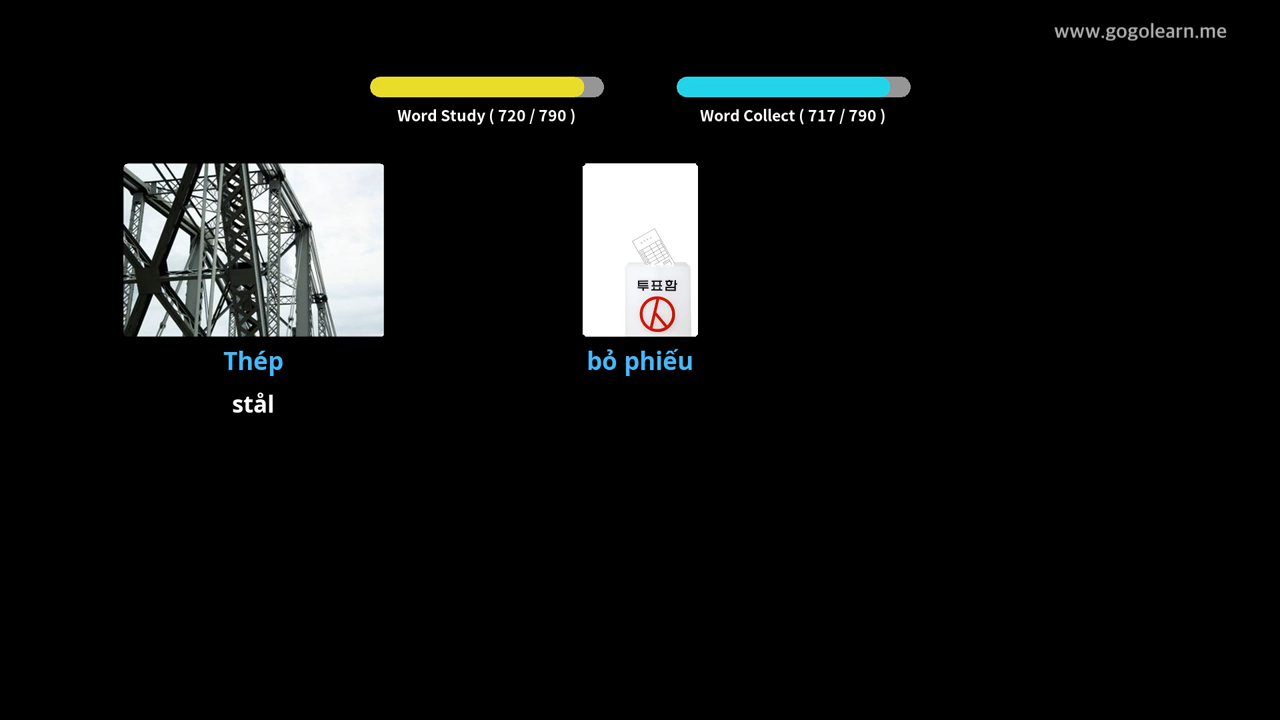 www.gogolearn.me
Word Study ( 720 / 790 )
Word Collect ( 717 / 790 )
투표함
Thép
bỏ phiếu
stål